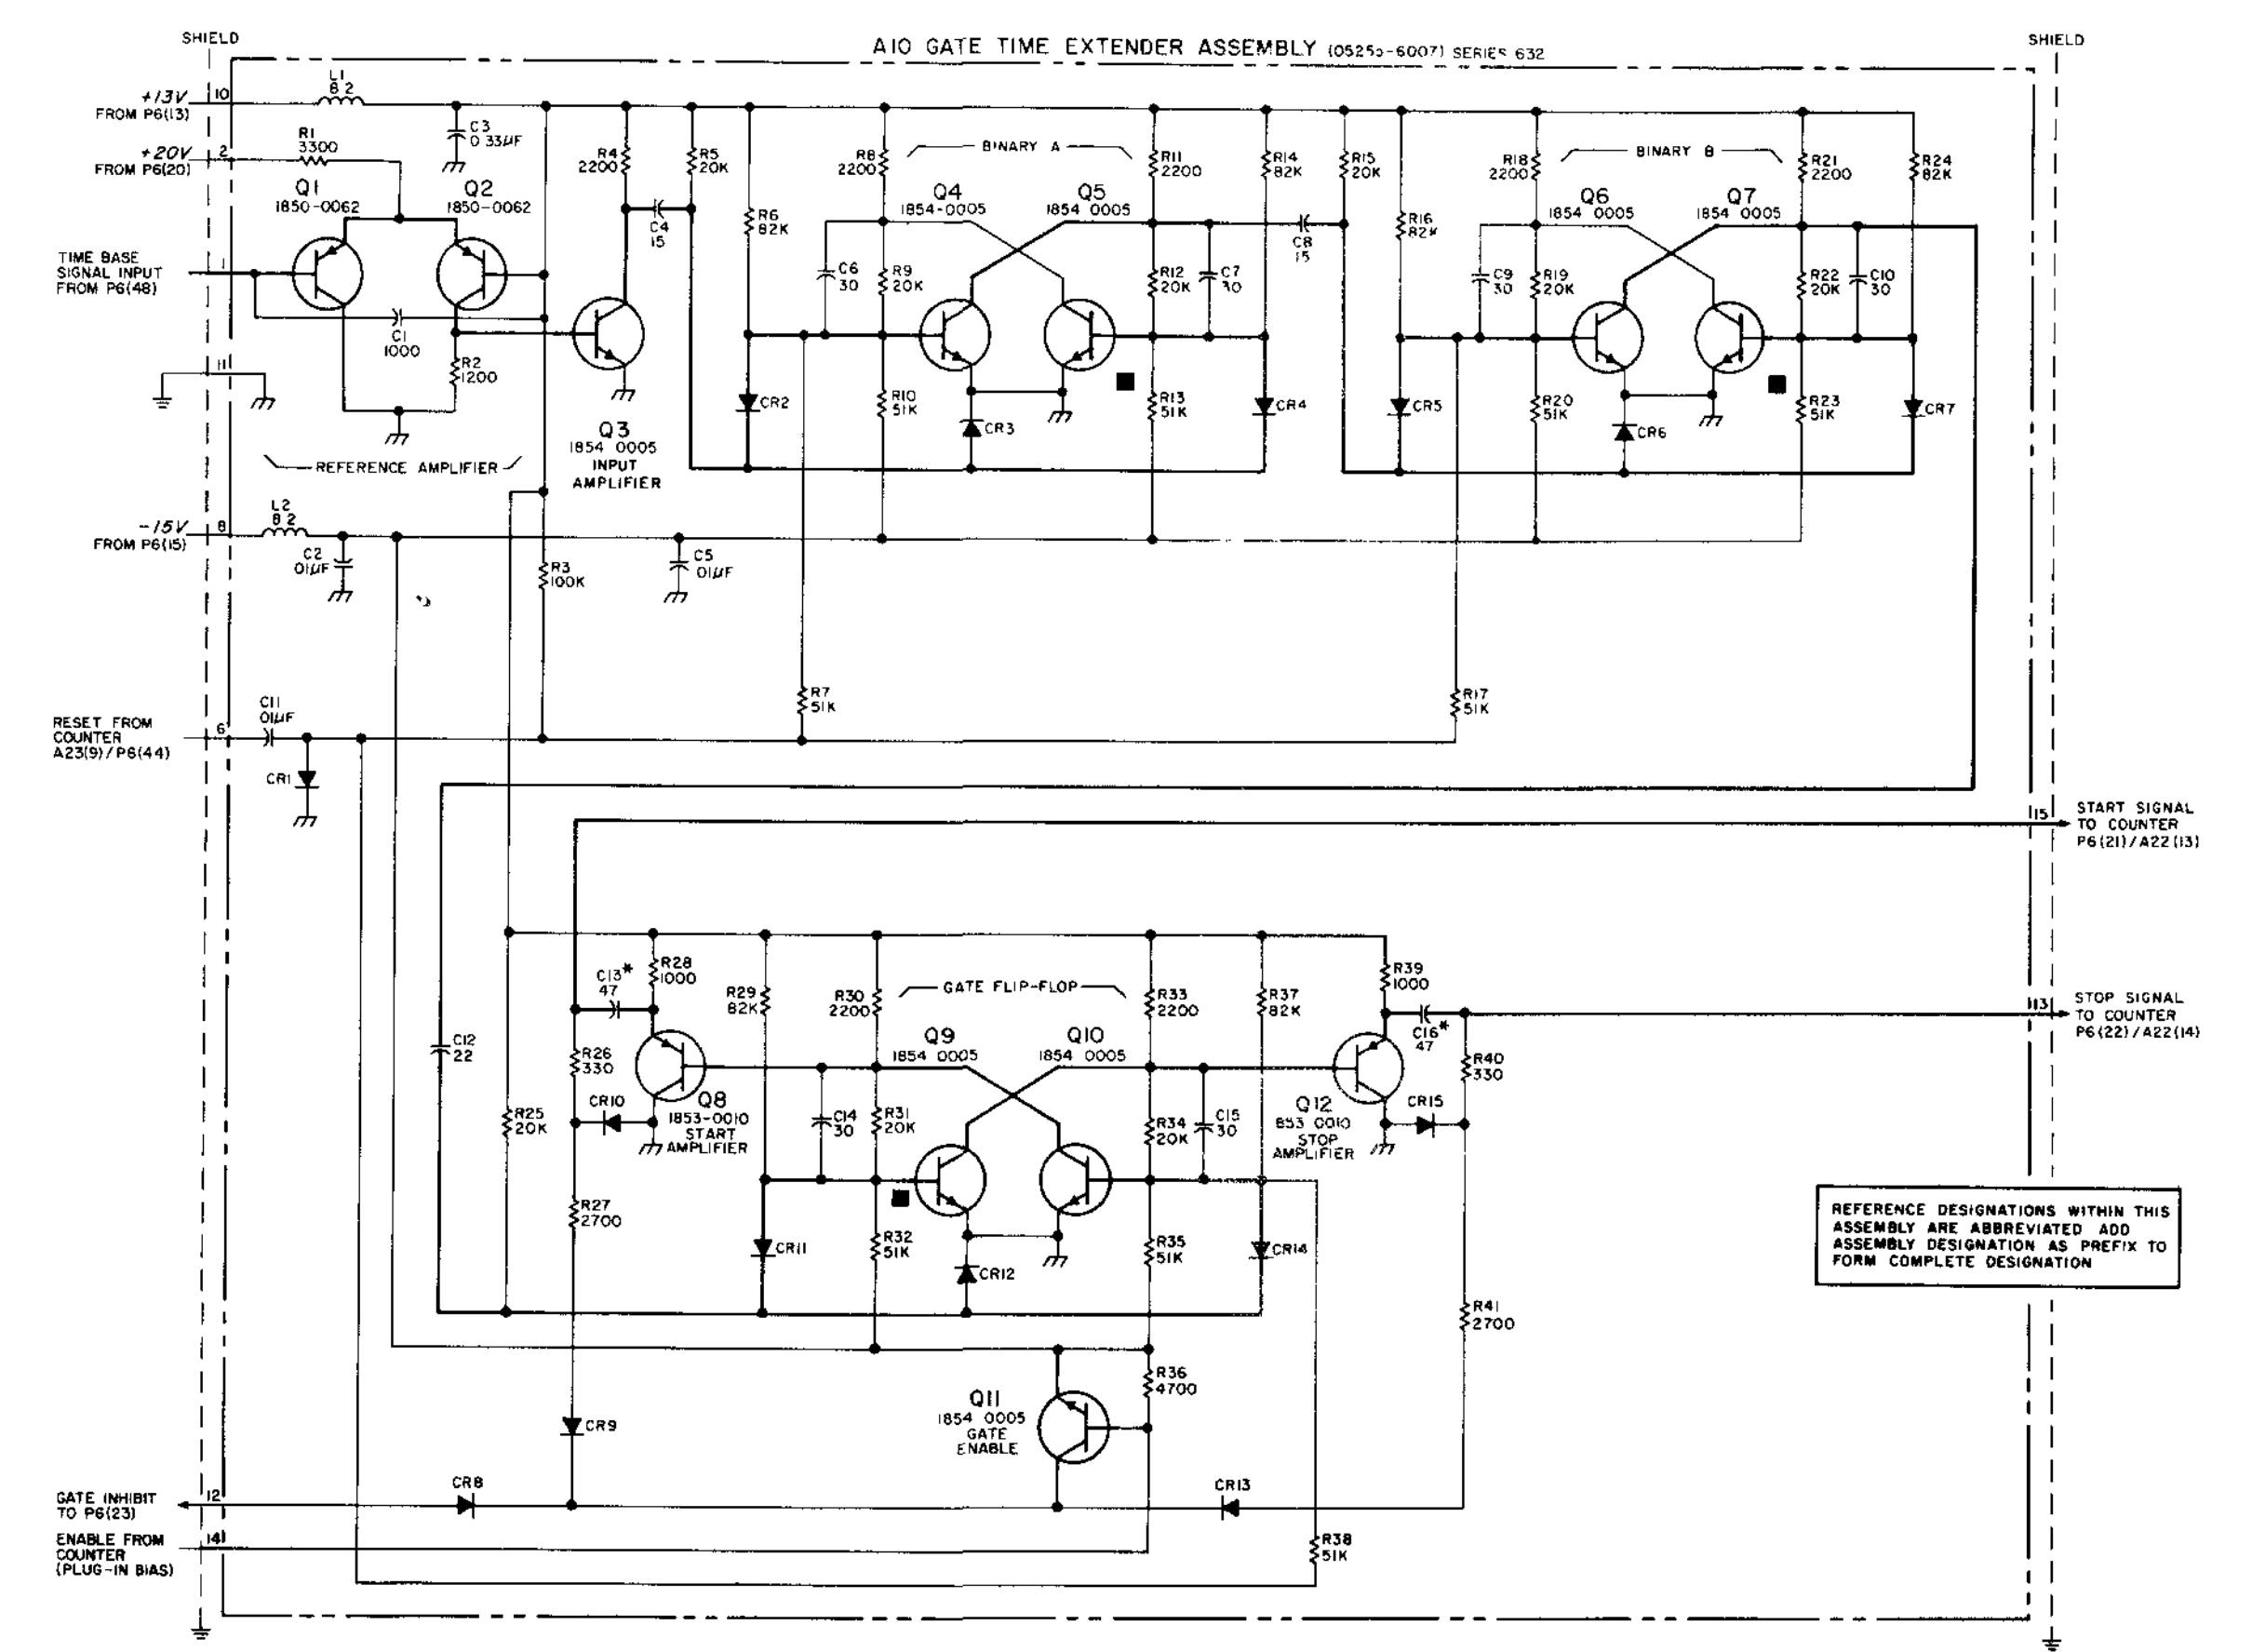 A10 GATE TIME EXTENDER ASSEMBLY (05255-6007) SERIES 632
SHIELD
SHIELD
+13V
FROM P6(13)
10
L1
8 2
C3
0 33µF
+20V
FROM P6(20)
2
R1
3300
Q1
1850-0062
Q2
1850-0062
TIME BASE
SIGNAL INPUT
FROM P6(48)
1
C1
1000
R2
1200
11
REFERENCE AMPLIFIER
R4
2200
R5
20K
C4
15
Q3
1854 0005
INPUT
AMPLIFIER
R6
82K
R8
2200
BINARY A
Q4
1854-0005
Q5
1854 0005
R11
2200
R14
82K
C6
30
R9
20K
R12
20K
C7
30
CR2
R10
51K
CR3
R13
51K
CR4
R15
20K
C8
15
R16
82K
R18
2200
BINARY B
Q6
1854 0005
Q7
1854 0005
R21
2200
R24
82K
C9
30
R19
20K
R22
20K
C10
30
CR5
R20
51K
CR6
R23
51K
CR7
-15V
FROM P6(15)
8
L2
8 2
C2
01µF
R3
100K
C5
01µF
R7
51K
R17
51K
RESET FROM
COUNTER
A23(9)/P6(44)
6
C11
01µF
CR1
15
START SIGNAL
TO COUNTER
P6(21)/A22(13)
C13*
47
R28
1000
R29
82K
R30
2200
GATE FLIP-FLOP
R33
2200
R37
82K
R39
1000
C16*
47
13
STOP SIGNAL
TO COUNTER
P6(22)/A22(14)
C12
22
R26
330
Q9
1854 0005
Q10
1854 0005
R40
330
R25
20K
CR10
Q8
1853-0010
START
AMPLIFIER
C14
30
R31
20K
R34
20K
C15
30
Q12
853 0010
STOP
AMPLIFIER
CR15
R27
2700
CR11
R32
51K
CR12
R35
51K
CR14
R41
2700
REFERENCE DESIGNATIONS WITHIN THIS
ASSEMBLY ARE ABBREVIATED ADD
ASSEMBLY DESIGNATION AS PREFIX TO
FORM COMPLETE DESIGNATION
R36
4700
Q11
1854 0005
GATE
ENABLE
CR9
CR8
CR13
GATE INHIBIT
TO P6(23)
12
ENABLE FROM
COUNTER
(PLUG-IN BIAS)
14
R38
51K